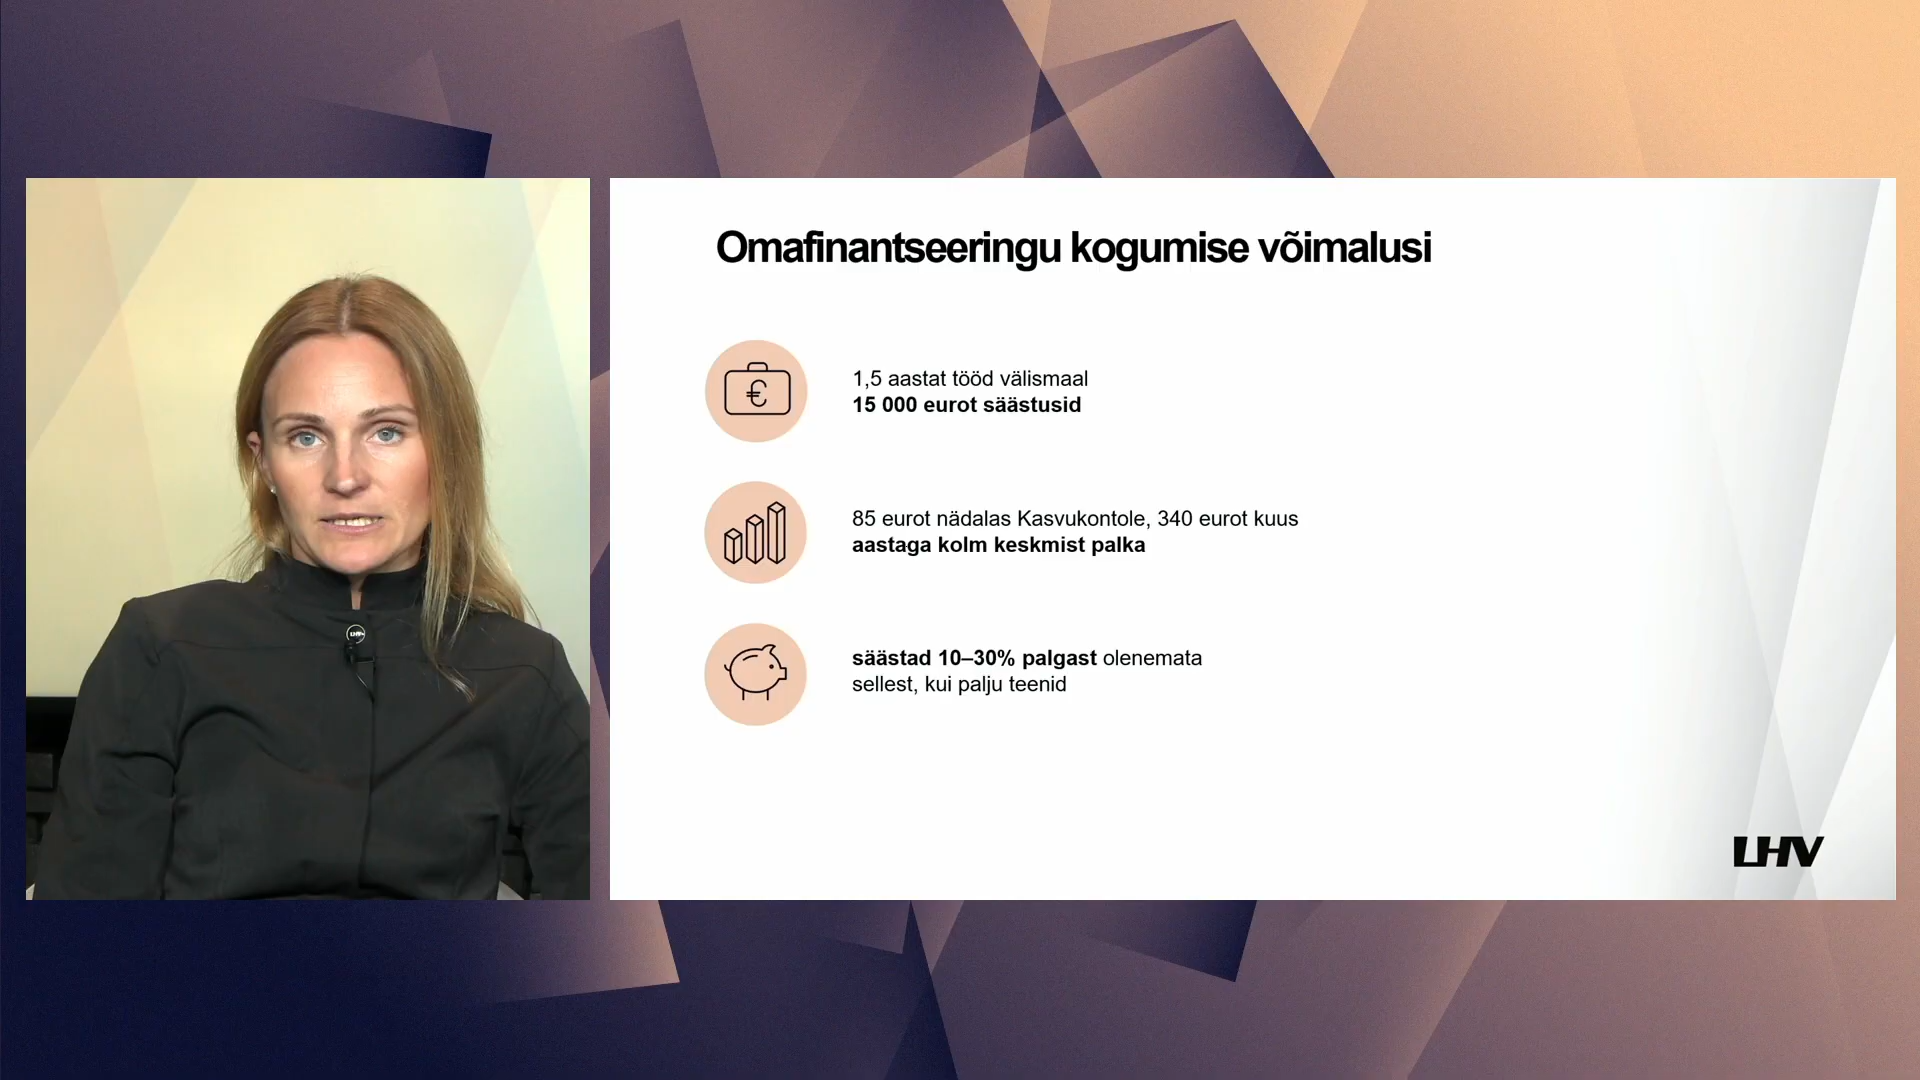 Omafinantseeringu kogumise võimalusi
€
1,5 aastat tööd välismaal
15 000 eurot säästusid
85 eurot nädalas Kasvukontole, 340 eurot kuus
aastaga kolm keskmist palka
säästad 10–30% palgast olenemata
sellest, kui palju teenid
LHV
LHV